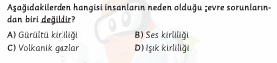 Aşağıdakilerden hangisi insanların neden olduğu çevre sorunların-
dan biri değildir?
A) Gürültü kirliliği B) Ses kirliliği
C) Volkanik gazlar D) Işık kirliliği